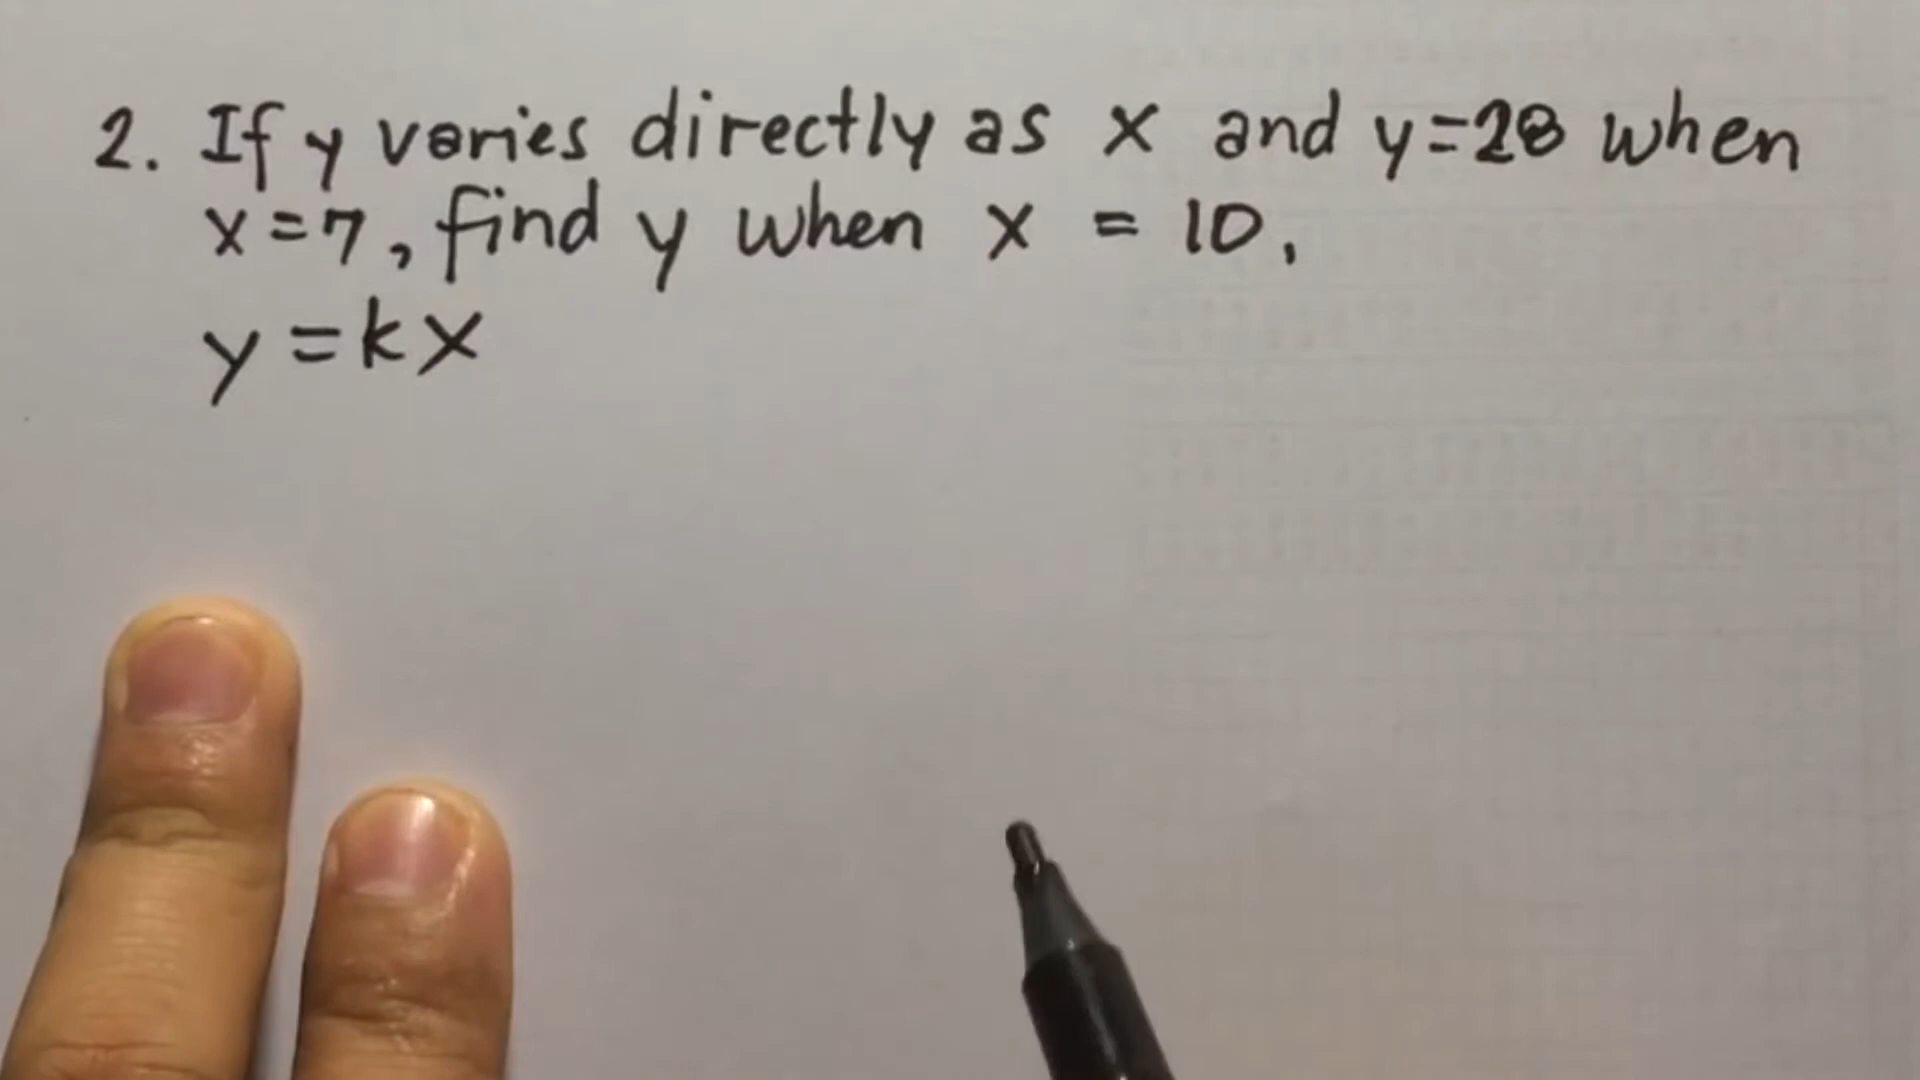 2. If y varies directly as x and y=28 when
x=7, find y when x = 10.
y=kx